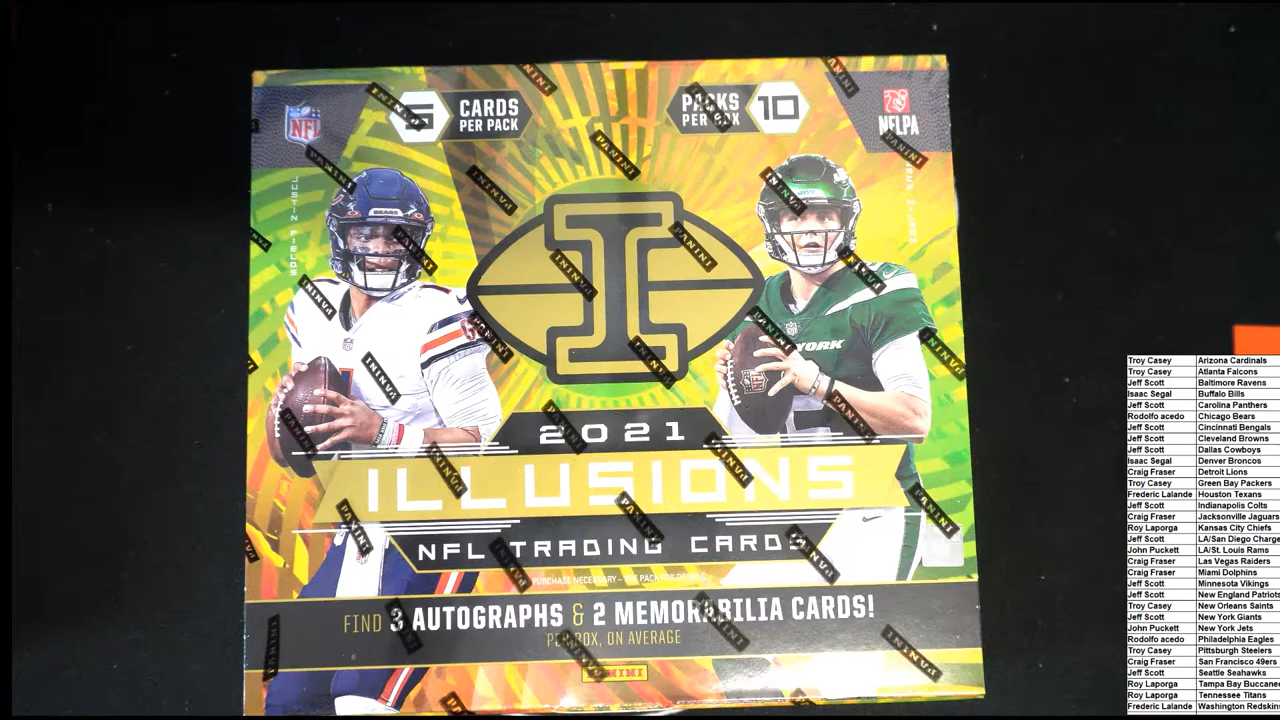 5 CARDS PER PACK
PACKS PER BOX 10
NFL
NFLPA
JUSTIN FIELDS
BEARS
YORK
2021
ILLUSIONS
NFL TRADING CARDS
FIND 3 AUTOGRAPHS & 2 MEMORABILIA CARDS!
PER BOX, ON AVERAGE
PANINI
Troy Casey Arizona Cardinals
Troy Casey Atlanta Falcons
Jeff Scott Baltimore Ravens
Isaac Segal Buffalo Bills
Jeff Scott Carolina Panthers
Rodolfo acedo Chicago Bears
Jeff Scott Cincinnati Bengals
Jeff Scott Cleveland Browns
Jeff Scott Dallas Cowboys
Isaac Segal Denver Broncos
Craig Fraser Detroit Lions
Troy Casey Green Bay Packers
Frederic Lalande Houston Texans
Jeff Scott Indianapolis Colts
Craig Fraser Jacksonville Jaguars
Roy Laporga Kansas City Chiefs
Jeff Scott LA/San Diego Charge
John Puckett LA/St. Louis Rams
Craig Fraser Las Vegas Raiders
Craig Fraser Miami Dolphins
Jeff Scott Minnesota Vikings
Jeff Scott New England Patriots
Troy Casey New Orleans Saints
Jeff Scott New York Giants
John Puckett New York Jets
Rodolfo acedo Philadelphia Eagles
Troy Casey Pittsburgh Steelers
Craig Fraser San Francisco 49ers
Jeff Scott Seattle Seahawks
Roy Laporga Tampa Bay Buccanee
Roy Laporga Tennessee Titans
Frederic Lalande Washington Redskins